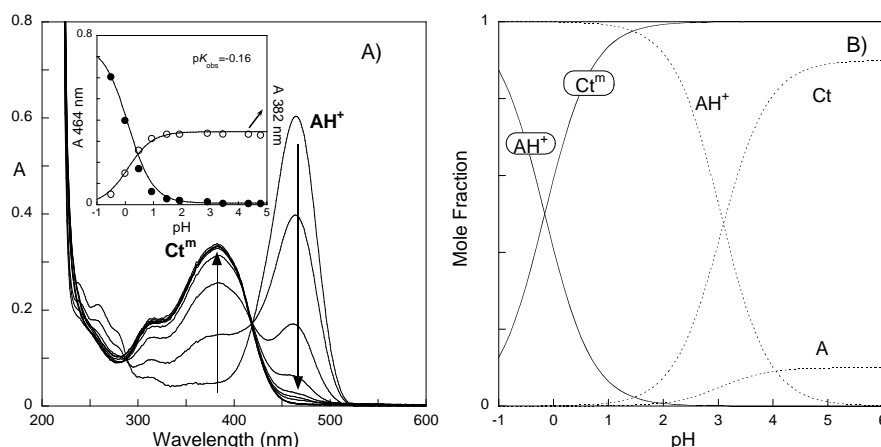 A)
A
0.8
0.6
0.4
0.2
0
200
300
400
500
600
Wavelength (nm)
AH⁺
Ctᵐ
0.8
0
A 464 nm
A 382 nm
pK_obs=-0.16
-1
0
1
2
3
4
5
pH
B)
Mole Fraction
1
0
-1
0
1
2
3
4
5
6
pH
AH⁺
Ctᵐ
AH⁺
Ct
A